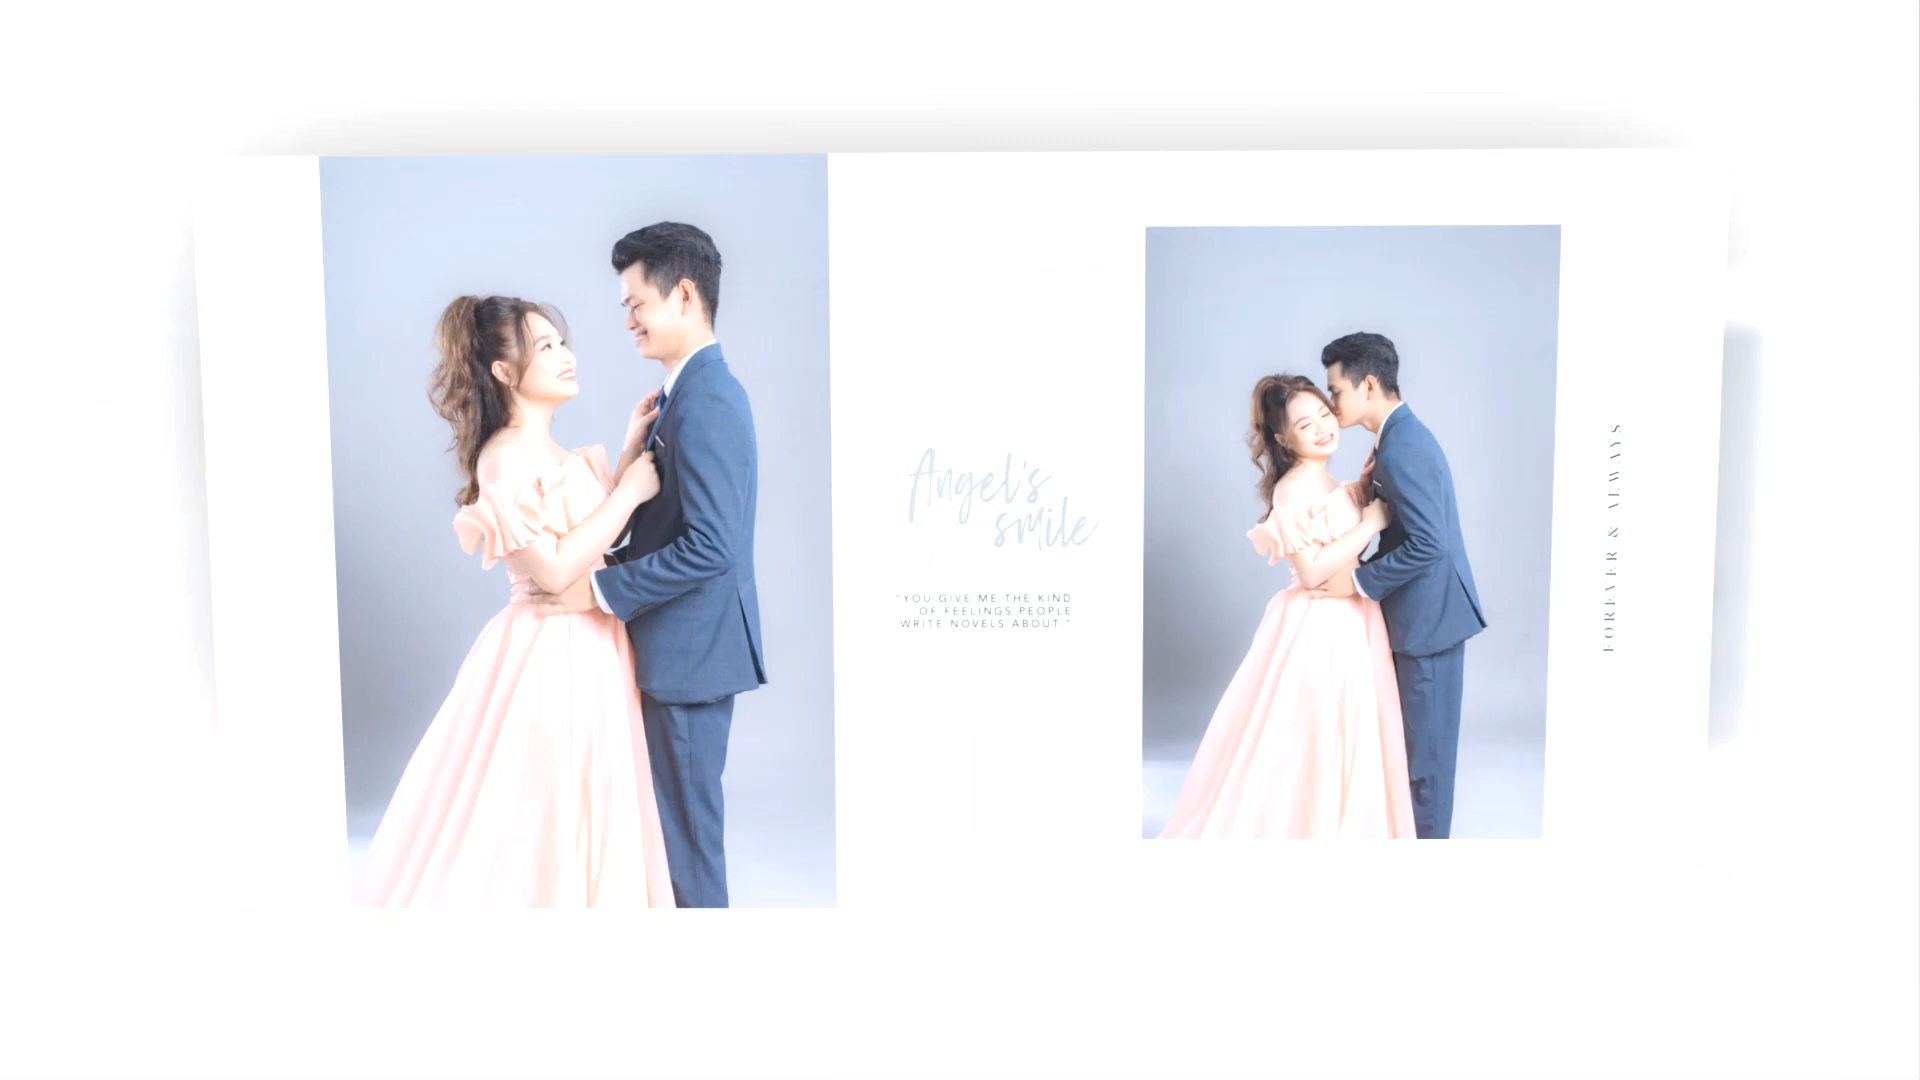 Angel's
smile
"YOU GIVE ME THE KIND
OF FEELINGS PEOPLE
WRITE NOVELS ABOUT."
FOREVER & ALWAYS